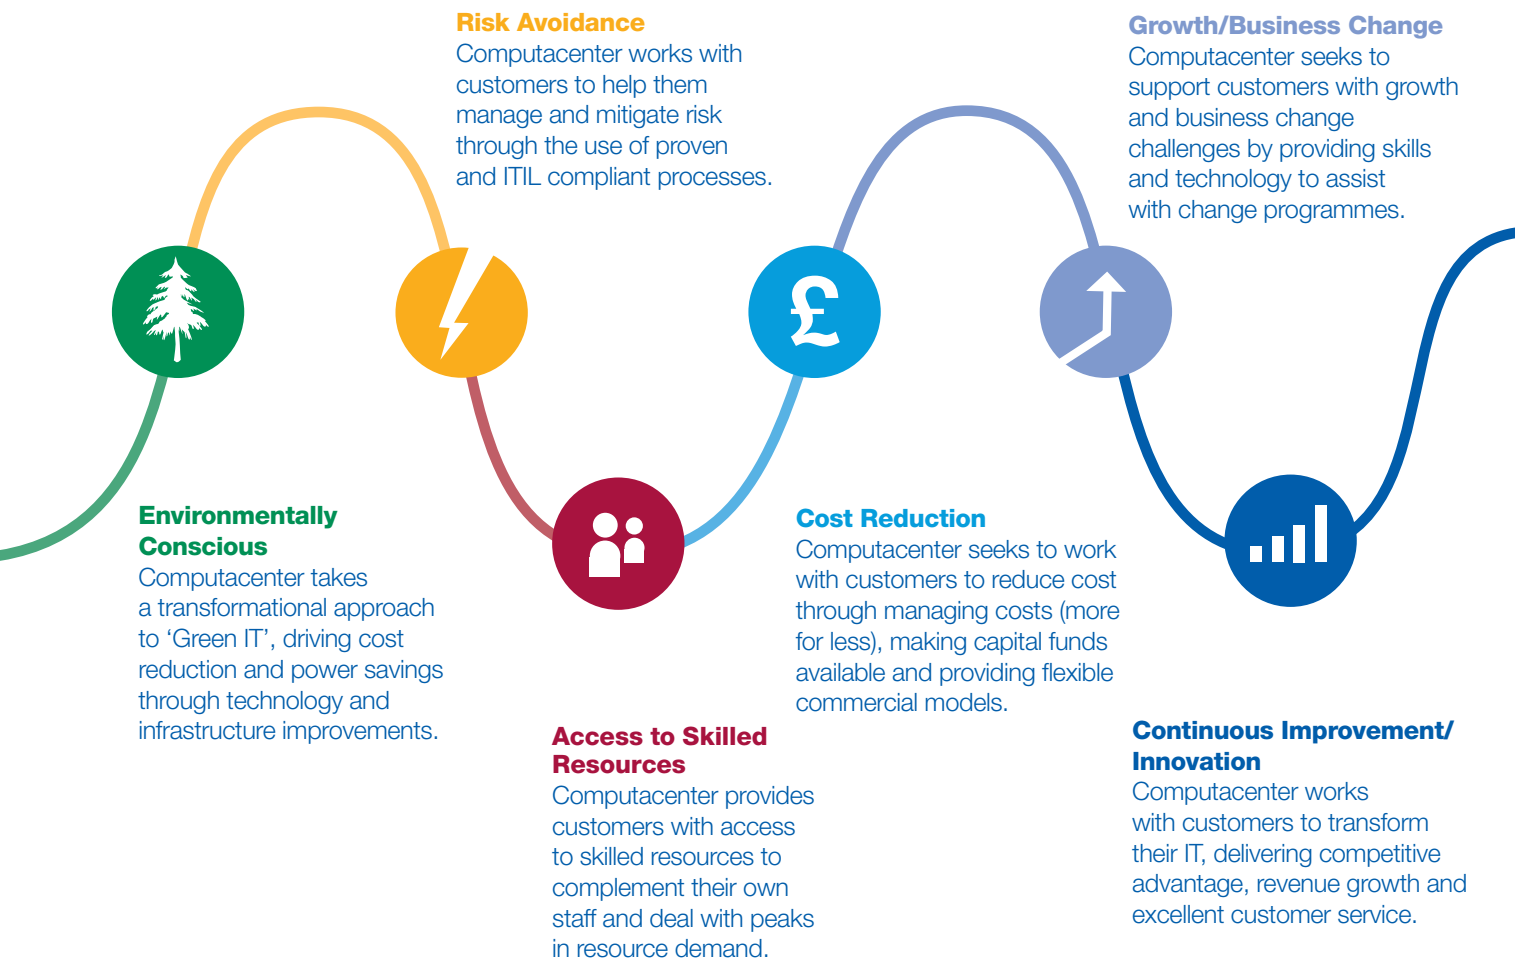 Risk Avoidance
Computacenter works with
customers to help them
manage and mitigate risk
through the use of proven
and ITIL compliant processes.
Growth/Business Change
Computacenter seeks to
support customers with growth
and business change
challenges by providing skills
and technology to assist
with change programmes.
£
Environmentally
Conscious
Computacenter takes
a transformational approach
to ‘Green IT’, driving cost
reduction and power savings
through technology and
infrastructure improvements.
Access to Skilled
Resources
Computacenter provides
customers with access
to skilled resources to
complement their own
staff and deal with peaks
in resource demand.
Cost Reduction
Computacenter seeks to work
with customers to reduce cost
through managing costs (more
for less), making capital funds
available and providing flexible
commercial models.
Continuous Improvement/
Innovation
Computacenter works
with customers to transform
their IT, delivering competitive
advantage, revenue growth and
excellent customer service.